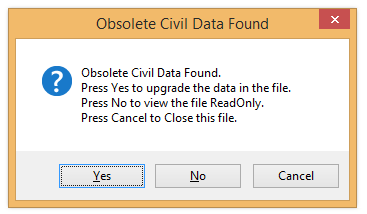 Obsolete Civil Data Found
Obsolete Civil Data Found.
Press Yes to upgrade the data in the file.
Press No to view the file ReadOnly.
Press Cancel to Close this file.
Yes No Cancel